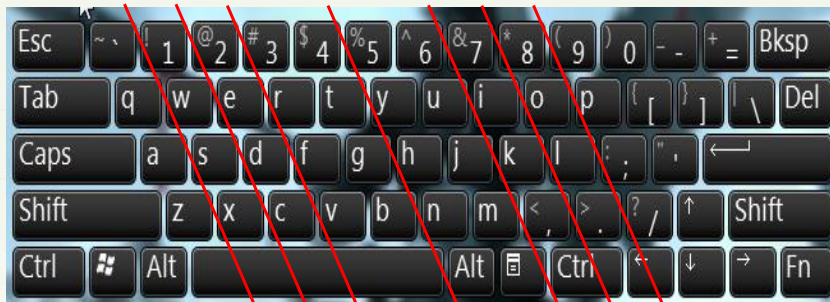 Esc ~ ` ! 1 @ 2 # 3 $ 4 % 5 ^ 6 & 7 * 8 ( 9 ) 0 _ - + = Bksp
Tab q w e r t y u i o p { [ } ] | \ Del
Caps a s d f g h j k l : ; " '
Shift z x c v b n m < , > . ? / ↑ Shift
Ctrl Alt Alt Ctrl ← ↓ → Fn